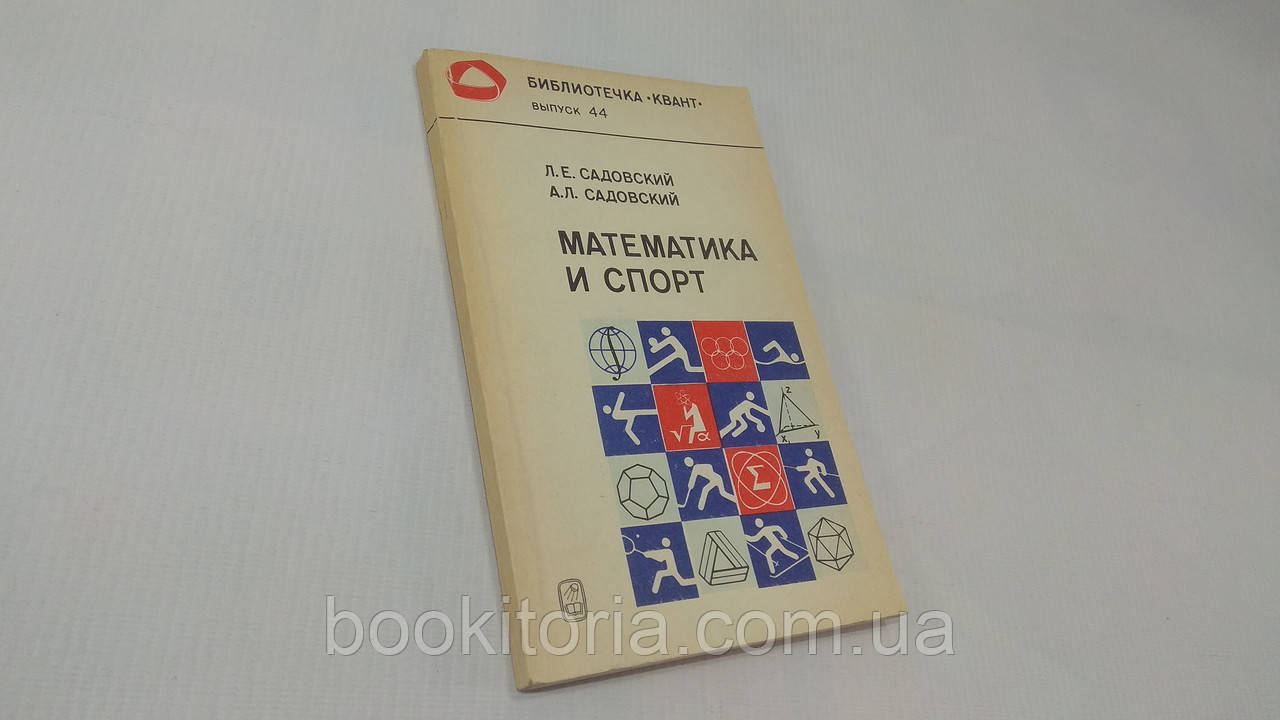 БИБЛИОТЕЧКА •КВАНТ•
ВЫПУСК 44
Л.Е. САДОВСКИЙ
А.Л. САДОВСКИЙ
МАТЕМАТИКА
И СПОРТ
√ α
z
x y
Σ
bookitoria.com.ua